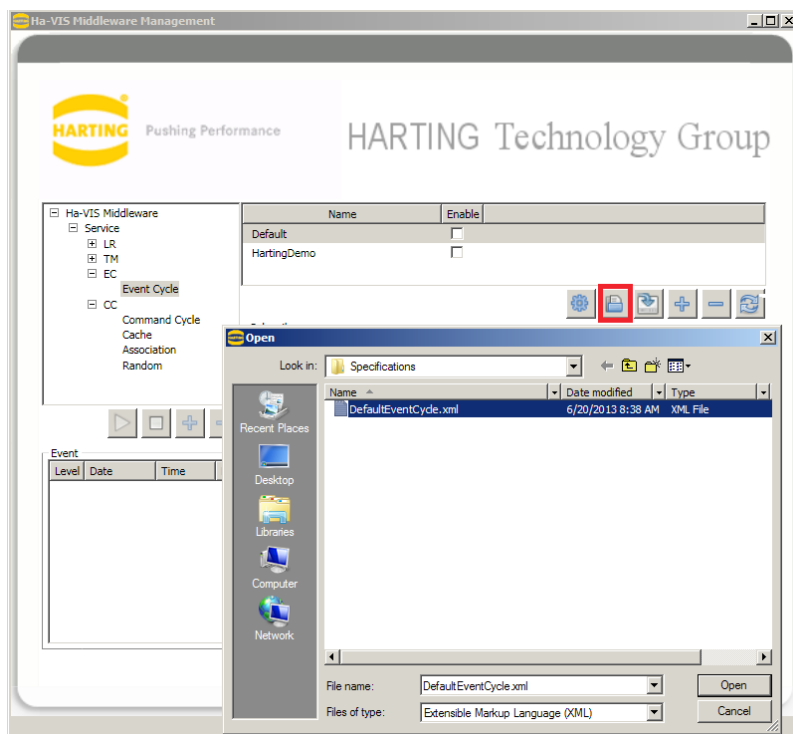 Ha-VIS Middleware Management
HARTING Pushing Performance
HARTING Technology Group
Ha-VIS Middleware
Service
LR
TM
EC
Event Cycle
CC
Command Cycle
Cache
Association
Random
Name Enable
Default
HartingDemo
Event
Level Date Time
Open
Look in: Specifications
Name Date modified Type
DefaultEventCycle.xml 6/20/2013 8:38 AM XML File
Recent Places
Desktop
Libraries
Computer
Network
File name: DefaultEventCycle.xml Open
Files of type: Extensible Markup Language (XML) Cancel